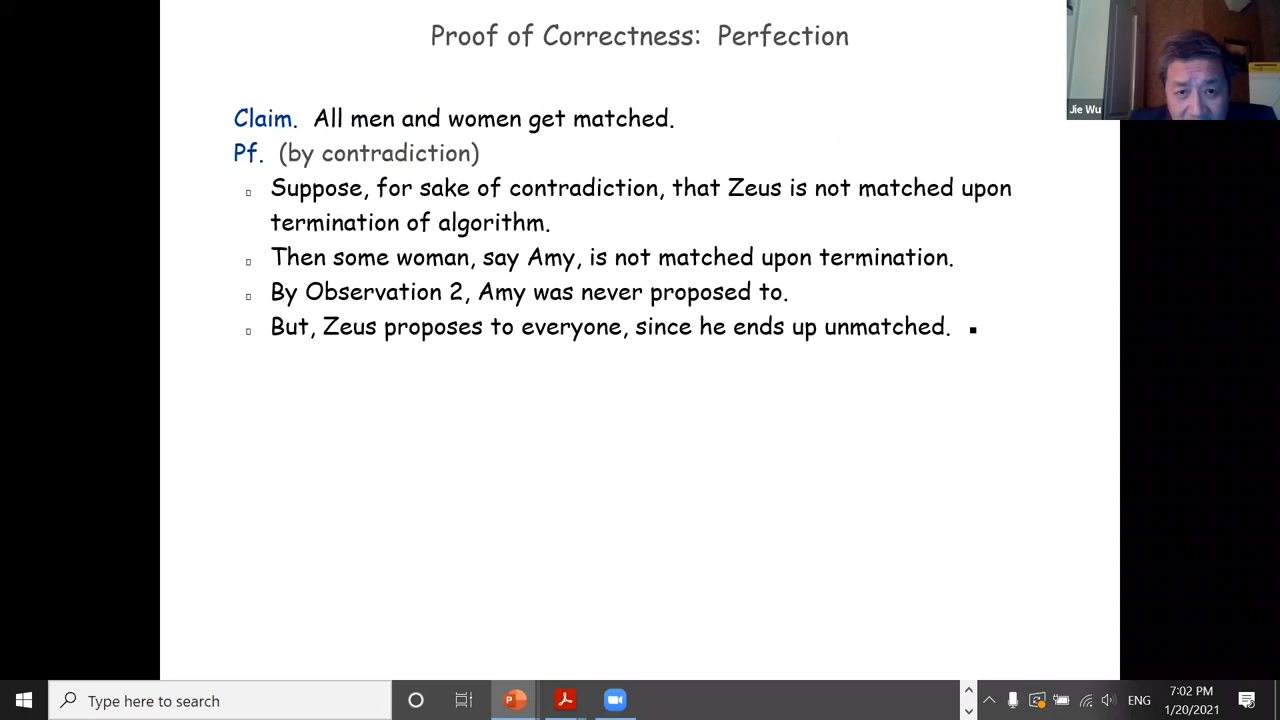 Proof of Correctness: Perfection
Jie Wu
Claim. All men and women get matched.
Pf. (by contradiction)
Suppose, for sake of contradiction, that Zeus is not matched upon
termination of algorithm.
Then some woman, say Amy, is not matched upon termination.
By Observation 2, Amy was never proposed to.
But, Zeus proposes to everyone, since he ends up unmatched.
Type here to search
ENG
7:02 PM
1/20/2021